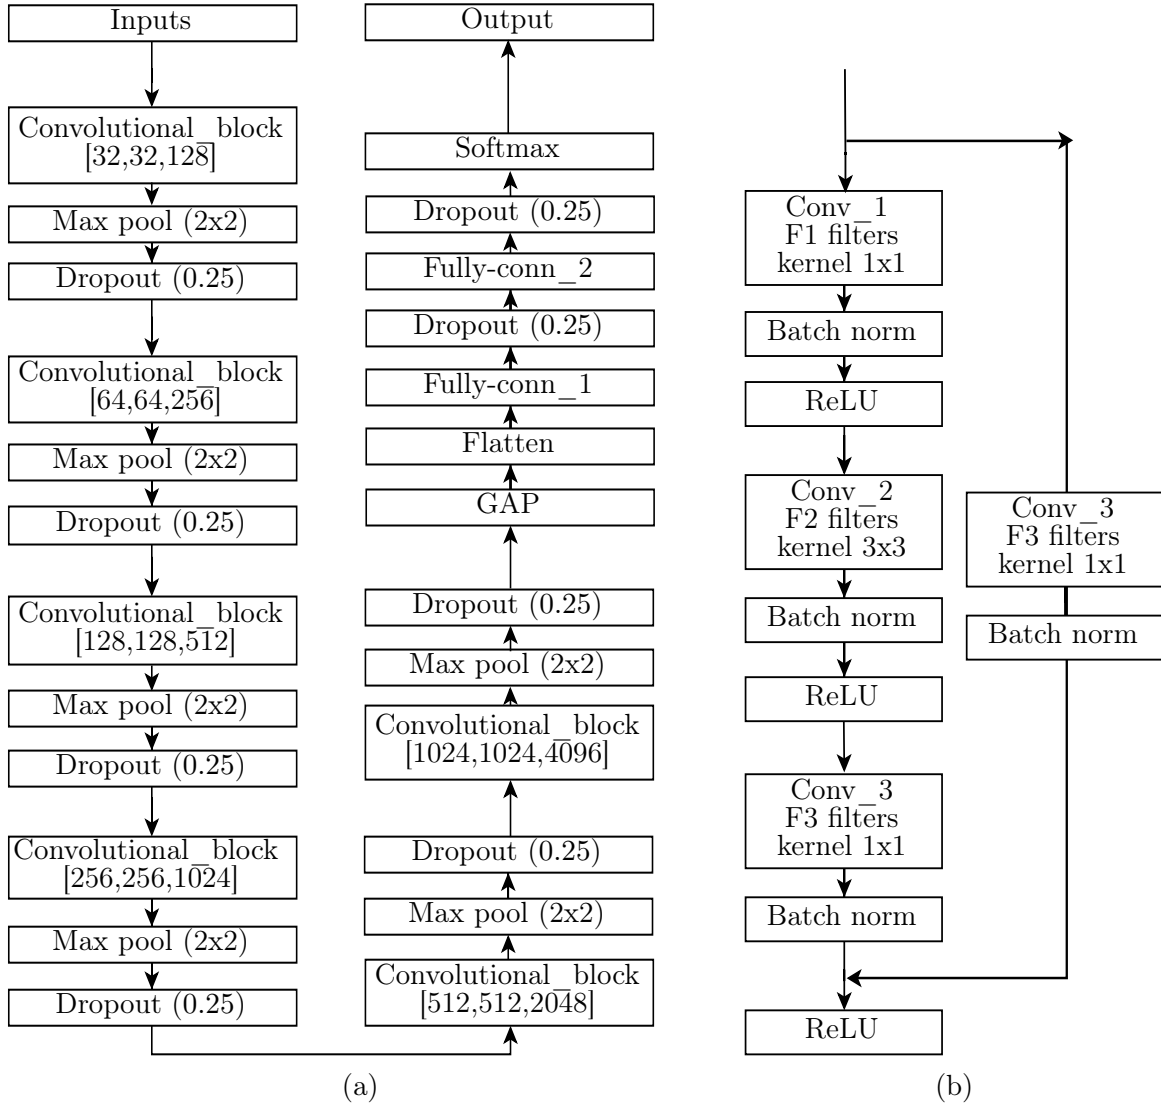 Inputs
Convolutional_block
[32,32,128]
Max pool (2x2)
Dropout (0.25)
Convolutional_block
[64,64,256]
Max pool (2x2)
Dropout (0.25)
Convolutional_block
[128,128,512]
Max pool (2x2)
Dropout (0.25)
Convolutional_block
[256,256,1024]
Max pool (2x2)
Dropout (0.25)
Output
Softmax
Dropout (0.25)
Fully-conn_2
Dropout (0.25)
Fully-conn_1
Flatten
GAP
Dropout (0.25)
Max pool (2x2)
Convolutional_block
[1024,1024,4096]
Dropout (0.25)
Max pool (2x2)
Convolutional_block
[512,512,2048]
(a)
Conv_1
F1 filters
kernel 1x1
Batch norm
ReLU
Conv_2
F2 filters
kernel 3x3
Batch norm
ReLU
Conv_3
F3 filters
kernel 1x1
Batch norm
ReLU
Conv_3
F3 filters
kernel 1x1
Batch norm
(b)